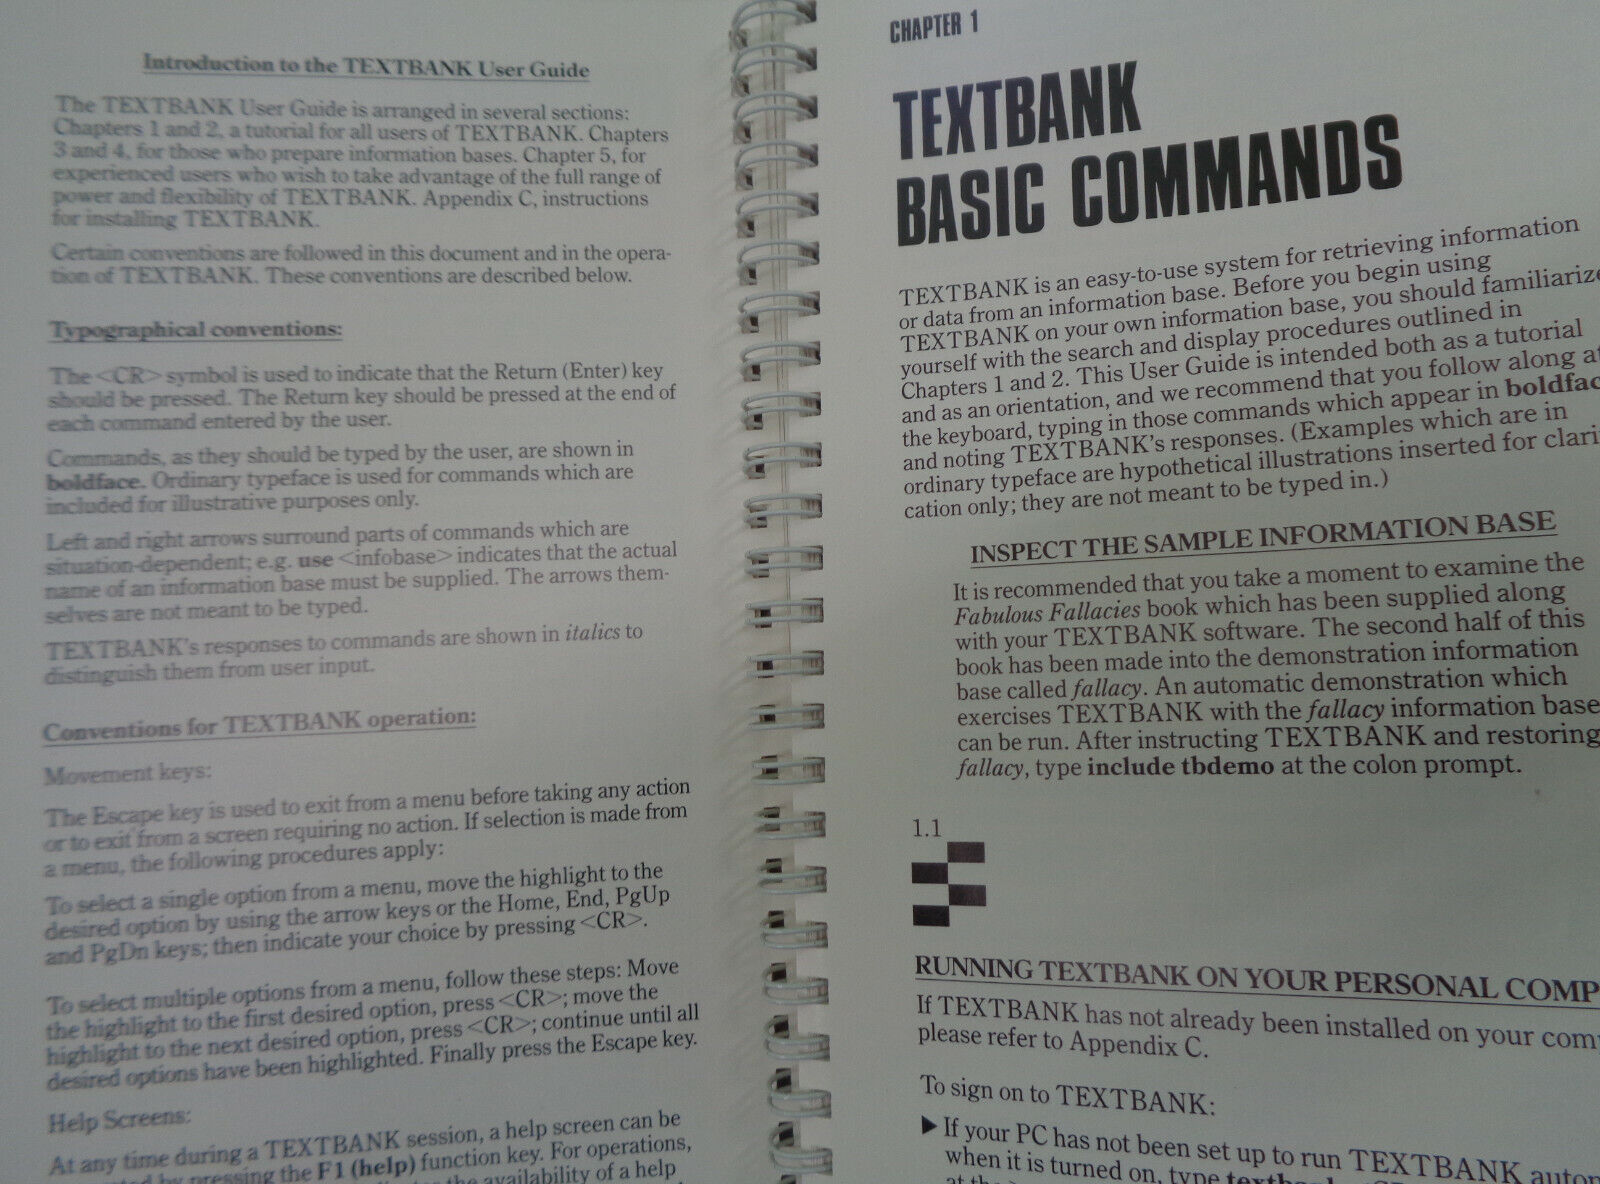 Introduction to the TEXTBANK User Guide
The TEXTBANK User Guide is arranged in several sections:
Chapters 1 and 2, a tutorial for all users of TEXTBANK. Chapters
3 and 4, for those who prepare information bases. Chapter 5, for
experienced users who wish to take advantage of the full range of
power and flexibility of TEXTBANK. Appendix C, instructions
for installing TEXTBANK.
Certain conventions are followed in this document and in the opera-
tion of TEXTBANK. These conventions are described below.
Typographical conventions:
The <CR> symbol is used to indicate that the Return (Enter) key
should be pressed. The Return key should be pressed at the end of
each command entered by the user.
Commands, as they should be typed by the user, are shown in
boldface. Ordinary typeface is used for commands which are
included for illustrative purposes only.
Left and right arrows surround parts of commands which are
situation-dependent; e.g. use <infobase> indicates that the actual
name of an information base must be supplied. The arrows them-
selves are not meant to be typed.
TEXTBANK's responses to commands are shown in italics to
distinguish them from user input.
Conventions for TEXTBANK operation:
Movement keys:
The Escape key is used to exit from a menu before taking any action
or to exit from a screen requiring no action. If selection is made from
a menu, the following procedures apply:
To select a single option from a menu, move the highlight to the
desired option by using the arrow keys or the Home, End, PgUp
and PgDn keys; then indicate your choice by pressing <CR>.
To select multiple options from a menu, follow these steps: Move
the highlight to the first desired option, press <CR>; move the
highlight to the next desired option, press <CR>; continue until all
desired options have been highlighted. Finally press the Escape key.
Help Screens:
At any time during a TEXTBANK session, a help screen can be
by pressing the F1 (help) function key. For operations,
the availability of a help
CHAPTER 1
TEXTBANK
BASIC COMMANDS
TEXTBANK is an easy-to-use system for retrieving information
or data from an information base. Before you begin using
TEXTBANK on your own information base, you should familiarize
yourself with the search and display procedures outlined in
Chapters 1 and 2. This User Guide is intended both as a tutorial
and as an orientation, and we recommend that you follow along at
the keyboard, typing in those commands which appear in boldfac
and noting TEXTBANK's responses. (Examples which are in
ordinary typeface are hypothetical illustrations inserted for clari
cation only; they are not meant to be typed in.)
INSPECT THE SAMPLE INFORMATION BASE
It is recommended that you take a moment to examine the
Fabulous Fallacies book which has been supplied along
with your TEXTBANK software. The second half of this
book has been made into the demonstration information
base called fallacy. An automatic demonstration which
exercises TEXTBANK with the fallacy information base
can be run. After instructing TEXTBANK and restoring
fallacy, type include tbdemo at the colon prompt.
1.1
RUNNING TEXTBANK ON YOUR PERSONAL COMP
If TEXTBANK has not already been installed on your com
please refer to Appendix C.
To sign on to TEXTBANK:
▶ If your PC has not been set up to run TEXTBANK autom
when it is turned on, type